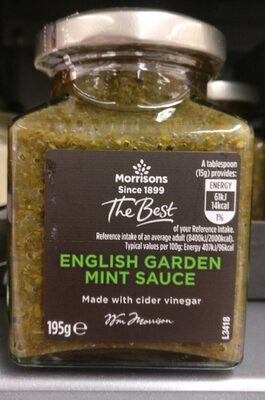 Morrisons
Since 1899
The Best
A tablespoon
(15g) provides:
ENERGY
61kJ
14kcal
1%
of your Reference Intake.
Reference intake of an average adult (8400kJ/2000kcal).
Typical values per 100g: Energy 407kJ/96kcal
ENGLISH GARDEN
MINT SAUCE
Made with cider vinegar
195g e
Wm Morrison
L3418